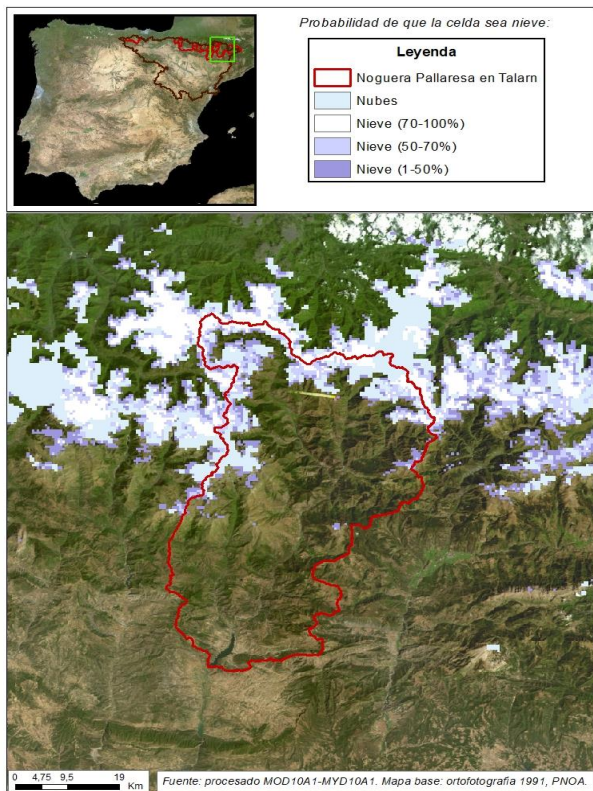 Probabilidad de que la celda sea nieve:
Leyenda
Noguera Pallaresa en Talarn
Nubes
Nieve (70-100%)
Nieve (50-70%)
Nieve (1-50%)
0 4,75 9,5 19
Km
Fuente: procesado MOD10A1-MYD10A1. Mapa base: ortofotografia 1991, PNOA.